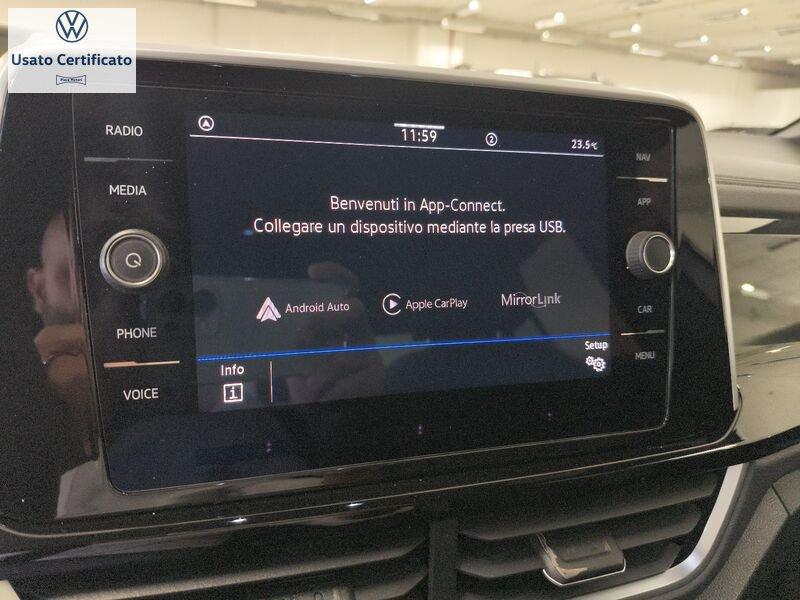 Usato Certificato
RADIO
MEDIA
PHONE
VOICE
11:59
2
23.5°C
Benvenuti in App-Connect.
Collegare un dispositivo mediante la presa USB.
Android Auto
Apple CarPlay
MirrorLink
Info
Setup
NAV
APP
CAR
MENU